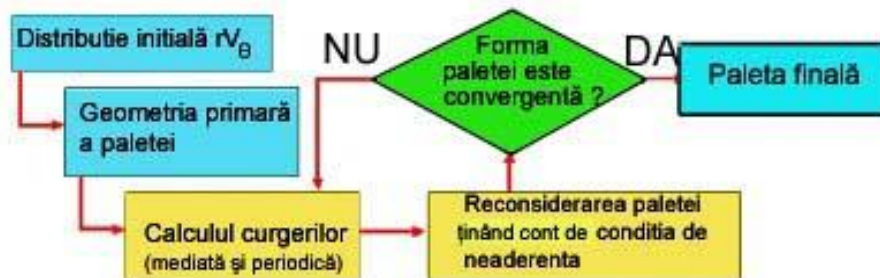 Distributie initială rVθ
Geometria primară
a paletei
Calculul curgerilor
(mediată şi periodică)
Reconsiderarea paletei
ţinând cont de conditia de
neaderenta
NU
Forma
paletei este
convergentă ?
DA
Paleta finală